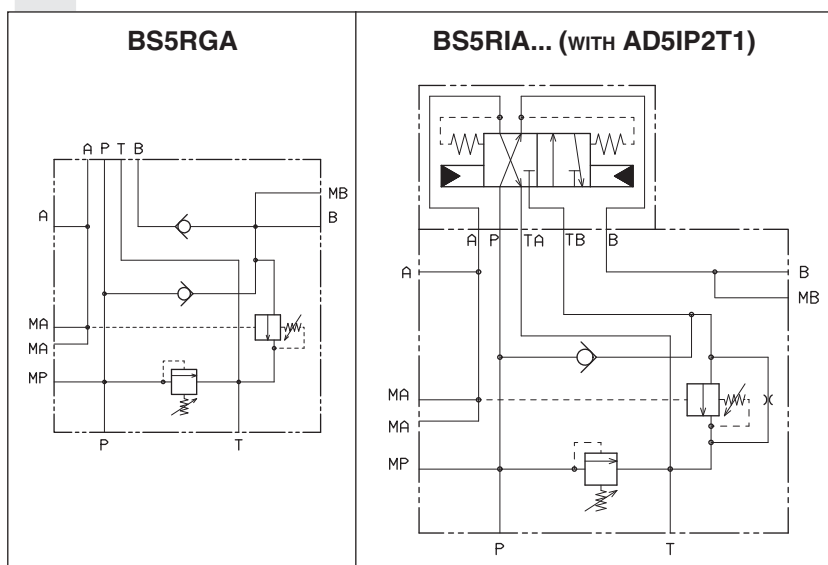 BS5RGA
A P T B
MB
A
B
MA
MA
MP
P T
BS5RIA... (WITH AD5IP2T1)
A P TA TB B
A
B
MB
MA
MA
MP
P T